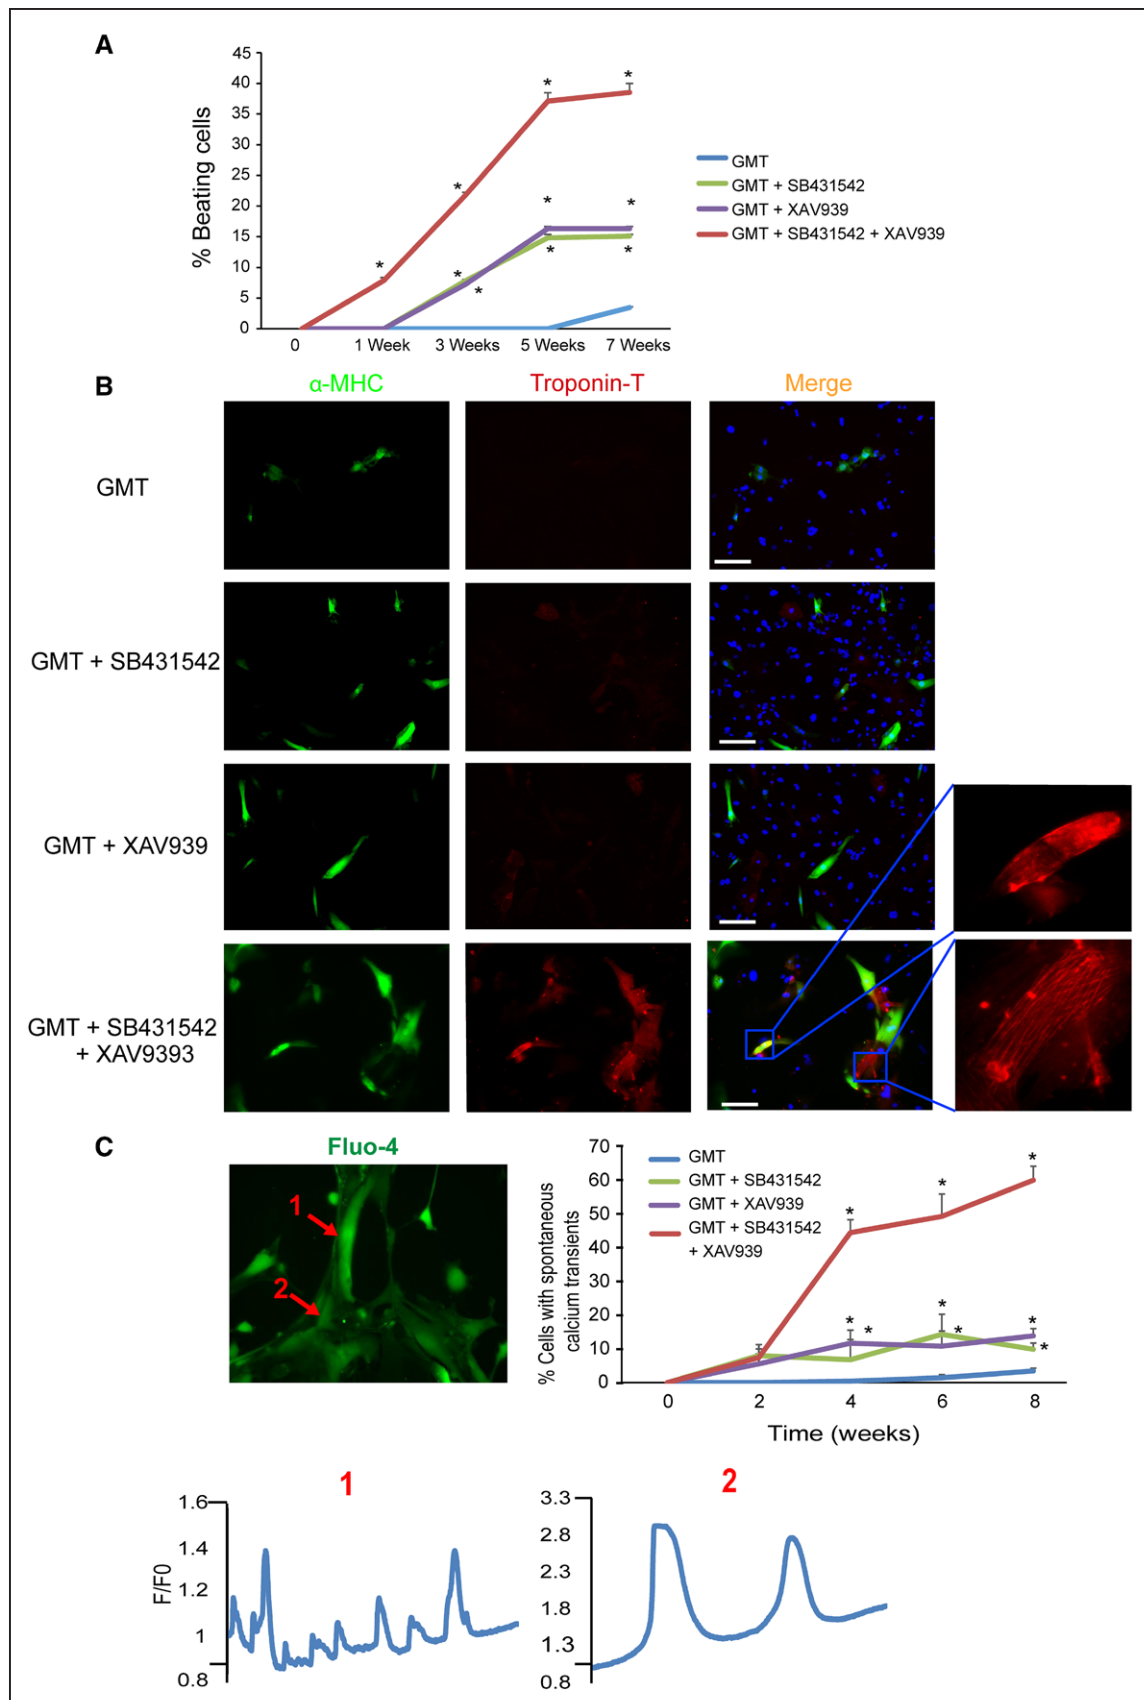 A
45
40
35
30
25
20
15
10
5
0
% Beating cells
0 1 Week 3 Weeks 5 Weeks 7 Weeks
* * * * * * * * *
GMT
GMT + SB431542
GMT + XAV939
GMT + SB431542 + XAV939
B
α-MHC Troponin-T Merge
GMT
GMT + SB431542
GMT + XAV939
GMT + SB431542
+ XAV9393
C
Fluo-4
1
2
70
60
50
40
30
20
10
0
% Cells with spontaneous
calcium transients
GMT
GMT + SB431542
GMT + XAV939
GMT + SB431542
+ XAV939
* * * * * * * * *
0 2 4 6 8
Time (weeks)
1
1.6
1.4
1.2
1
0.8
F/F0
2
3.3
2.8
2.3
1.8
1.3
0.8